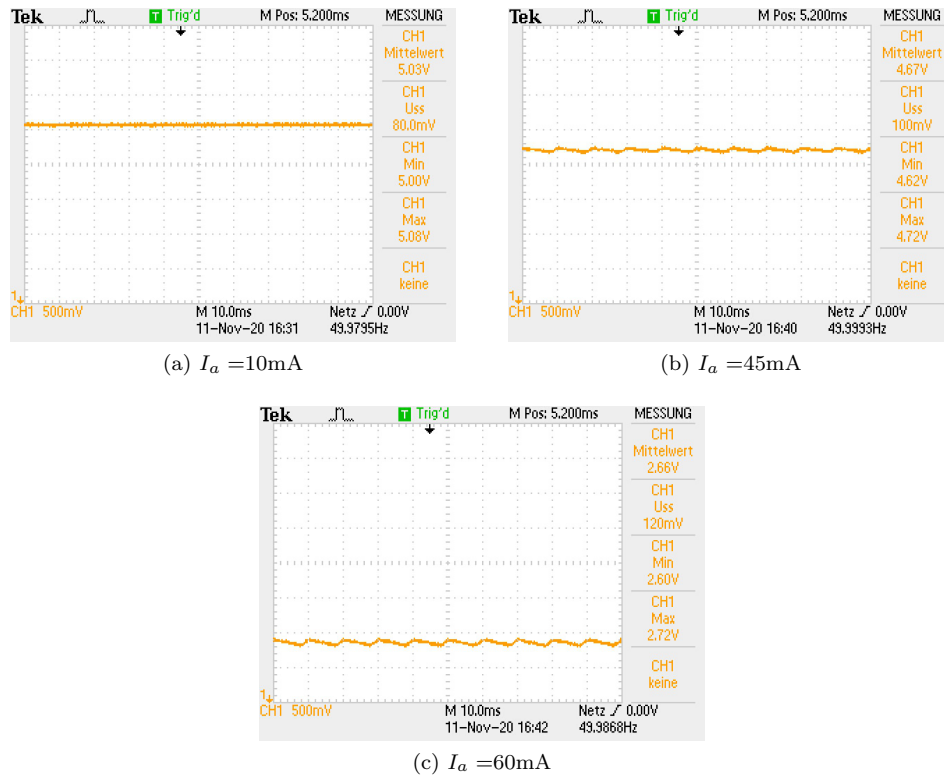 Tek Trig'd M Pos: 5.200ms MESSUNG
CH1
Mittelwert
5.03V
CH1
Uss
80.0mV
CH1
Min
5.00V
CH1
Max
5.08V
CH1
keine
1
CH1 500mV M 10.0ms Netz 0.00V
11-Nov-20 16:31 49.9795Hz
(a) Iₐ =10mA
Tek T Trig'd M Pos: 5.200ms MESSUNG
CH1
Mittelwert
4.67V
CH1
Uss
100mV
CH1
Min
4.62V
CH1
Max
4.72V
CH1
keine
1
CH1 500mV M 10.0ms Netz 0.00V
11-Nov-20 16:40 49.9993Hz
(b) Iₐ =45mA
Tek T Trig'd M Pos: 5.200ms MESSUNG
CH1
Mittelwert
2.66V
CH1
Uss
120mV
CH1
Min
2.60V
CH1
Max
2.72V
CH1
keine
1
CH1 500mV M 10.0ms Netz 0.00V
11-Nov-20 16:42 49.9868Hz
(c) Iₐ =60mA